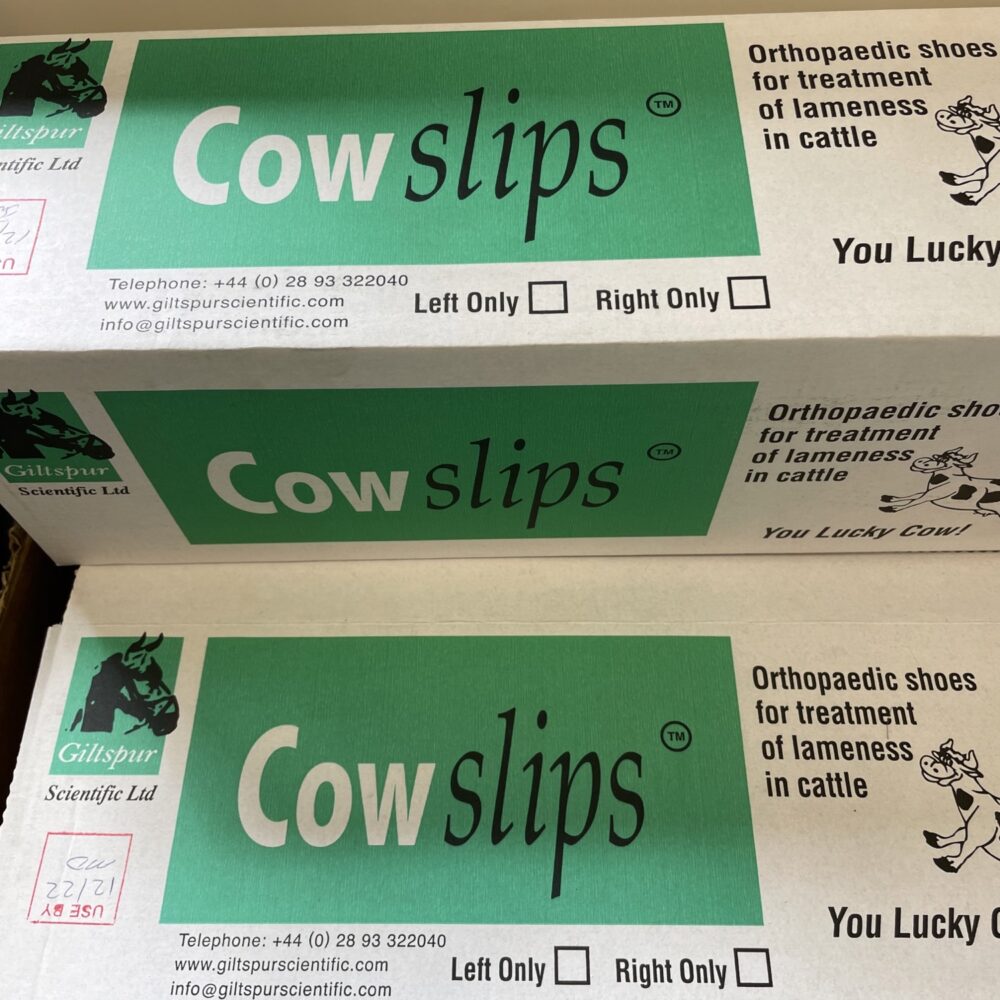 iltspur
ntific Ltd
Cow slips ™
Orthopaedic shoes
for treatment
of lameness
in cattle
You Lucky
Telephone: +44 (0) 28 93 322040
www.giltspurscientific.com
info@giltspurscientific.com
Left Only
Right Only
Giltspur
Scientific Ltd
Cow slips ™
Orthopaedic sho
for treatment
of lameness
in cattle
You Lucky Cow!
Giltspur
Scientific Ltd
USE BY
12/22
Cow slips ™
Orthopaedic shoes
for treatment
of lameness
in cattle
You Lucky C
Telephone: +44 (0) 28 93 322040
www.giltspurscientific.com
info@giltspurscientific.com
Left Only
Right Only